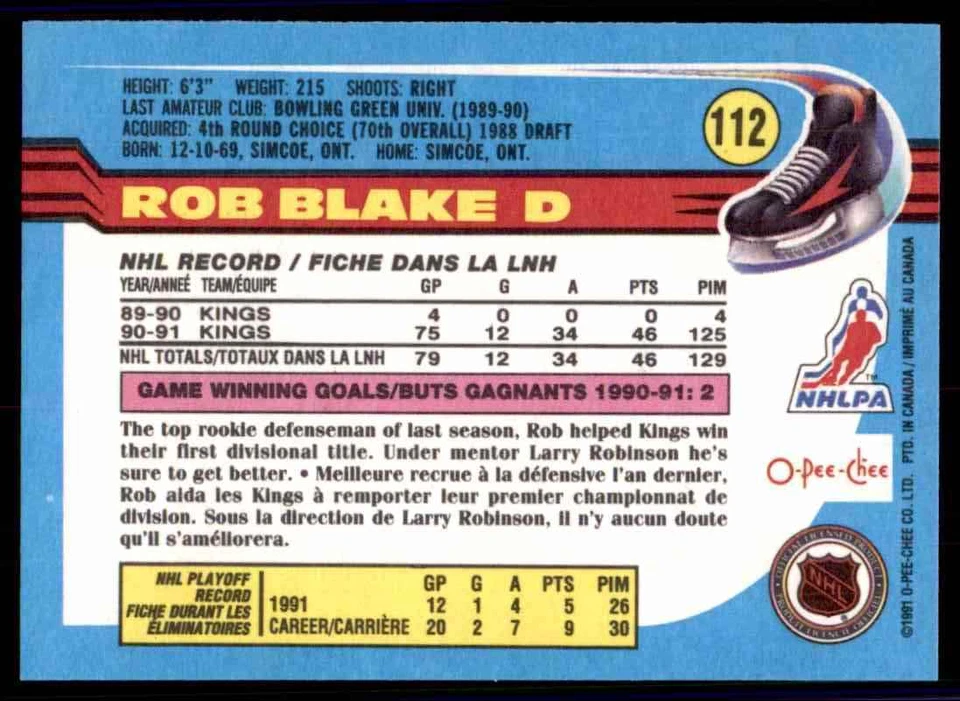 HEIGHT: 6'3" WEIGHT: 215 SHOOTS: RIGHT
LAST AMATEUR CLUB: BOWLING GREEN UNIV. (1989-90)
ACQUIRED: 4th ROUND CHOICE (70th OVERALL) 1988 DRAFT
BORN: 12-10-69, SIMCOE, ONT. HOME: SIMCOE, ONT.
112
ROB BLAKE D
NHL RECORD / FICHE DANS LA LNH
YEAR/ANNEÉ TEAM/ÉQUIPE GP G A PTS PIM
89-90 KINGS 4 0 0 0 4
90-91 KINGS 75 12 34 46 125
NHL TOTALS/TOTAUX DANS LA LNH 79 12 34 46 129
GAME WINNING GOALS/BUTS GAGNANTS 1990-91: 2
The top rookie defenseman of last season, Rob helped Kings win
their first divisional title. Under mentor Larry Robinson he's
sure to get better. • Meilleure recrue à la défensive l'an dernier,
Rob aida les Kings à remporter leur premier championnat de
division. Sous la direction de Larry Robinson, il n'y aucun doute
qu'il s'améliorera.
NHL PLAYOFF
RECORD
FICHE DURANT LES
ÉLIMINATOIRES
GP G A PTS PIM
1991 12 1 4 5 26
CAREER/CARRIÈRE 20 2 7 9 30
TM
NHLPA
O-Pee-Chee
NHL
®
©1991 O-PEE-CHEE CO. LTD. PTD. IN CANADA / IMPRIMÉ AU CANADA